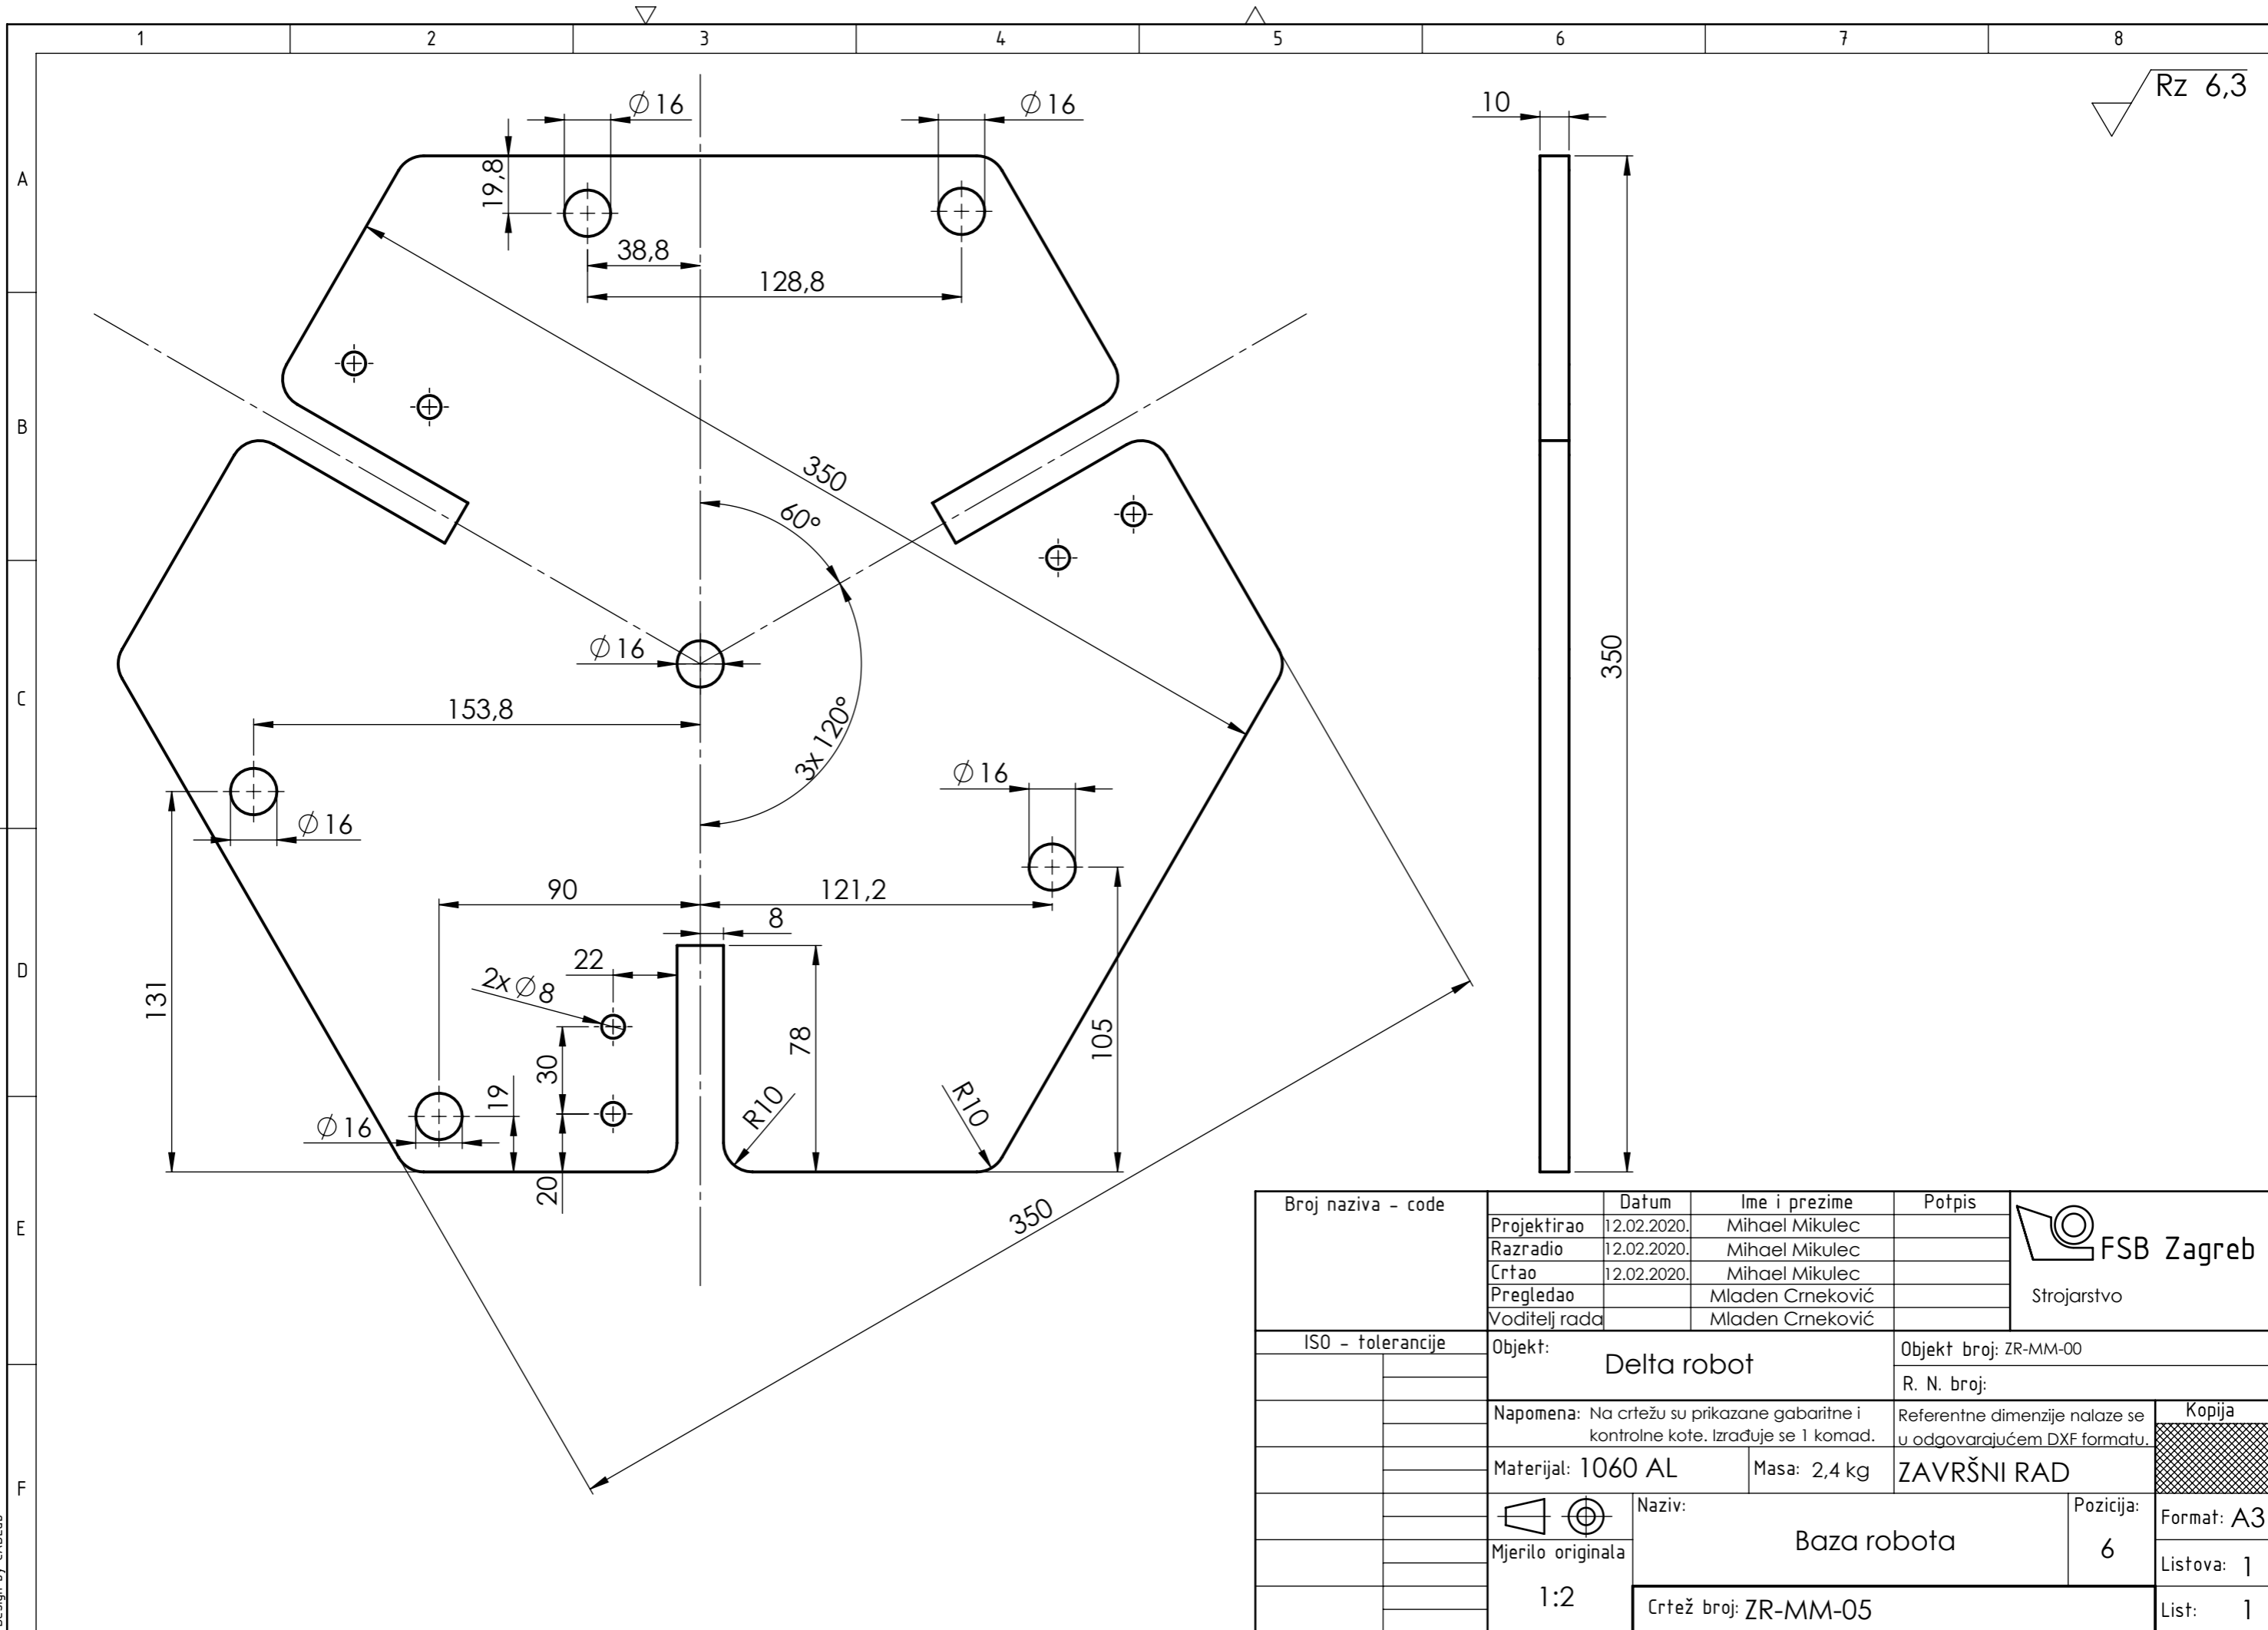 1 2 3 4 5 6 7 8
A
B
C
D
E
F
Rz 6,3
∅ 16
∅ 16
10
19,8
38,8
128,8
350
60°
350
∅ 16
153,8
3x 120°
∅ 16
∅ 16
90
121,2
8
22
2x ∅ 8
131
78
105
30
19
R10
R10
∅ 16
20
350
Broj naziva - code
Datum Ime i prezime Potpis
Projektirao 12.02.2020. Mihael Mikulec
Razradio 12.02.2020. Mihael Mikulec
Crtao 12.02.2020. Mihael Mikulec
Pregledao Mladen Crneković
Voditelj rada Mladen Crneković
FSB Zagreb
Strojarstvo
ISO - tolerancije
Objekt: Delta robot
Objekt broj: ZR-MM-00
R. N. broj:
Napomena: Na crtežu su prikazane gabaritne i
kontrolne kote. Izrađuje se 1 komad.
Referentne dimenzije nalaze se
u odgovarajućem DXF formatu.
Kopija
Materijal: 1060 AL
Masa: 2,4 kg
ZAVRŠNI RAD
Naziv: Baza robota
Pozicija: 6
Format: A3
Listova: 1
Mjerilo originala
1:2
Crtež broj: ZR-MM-05
List: 1